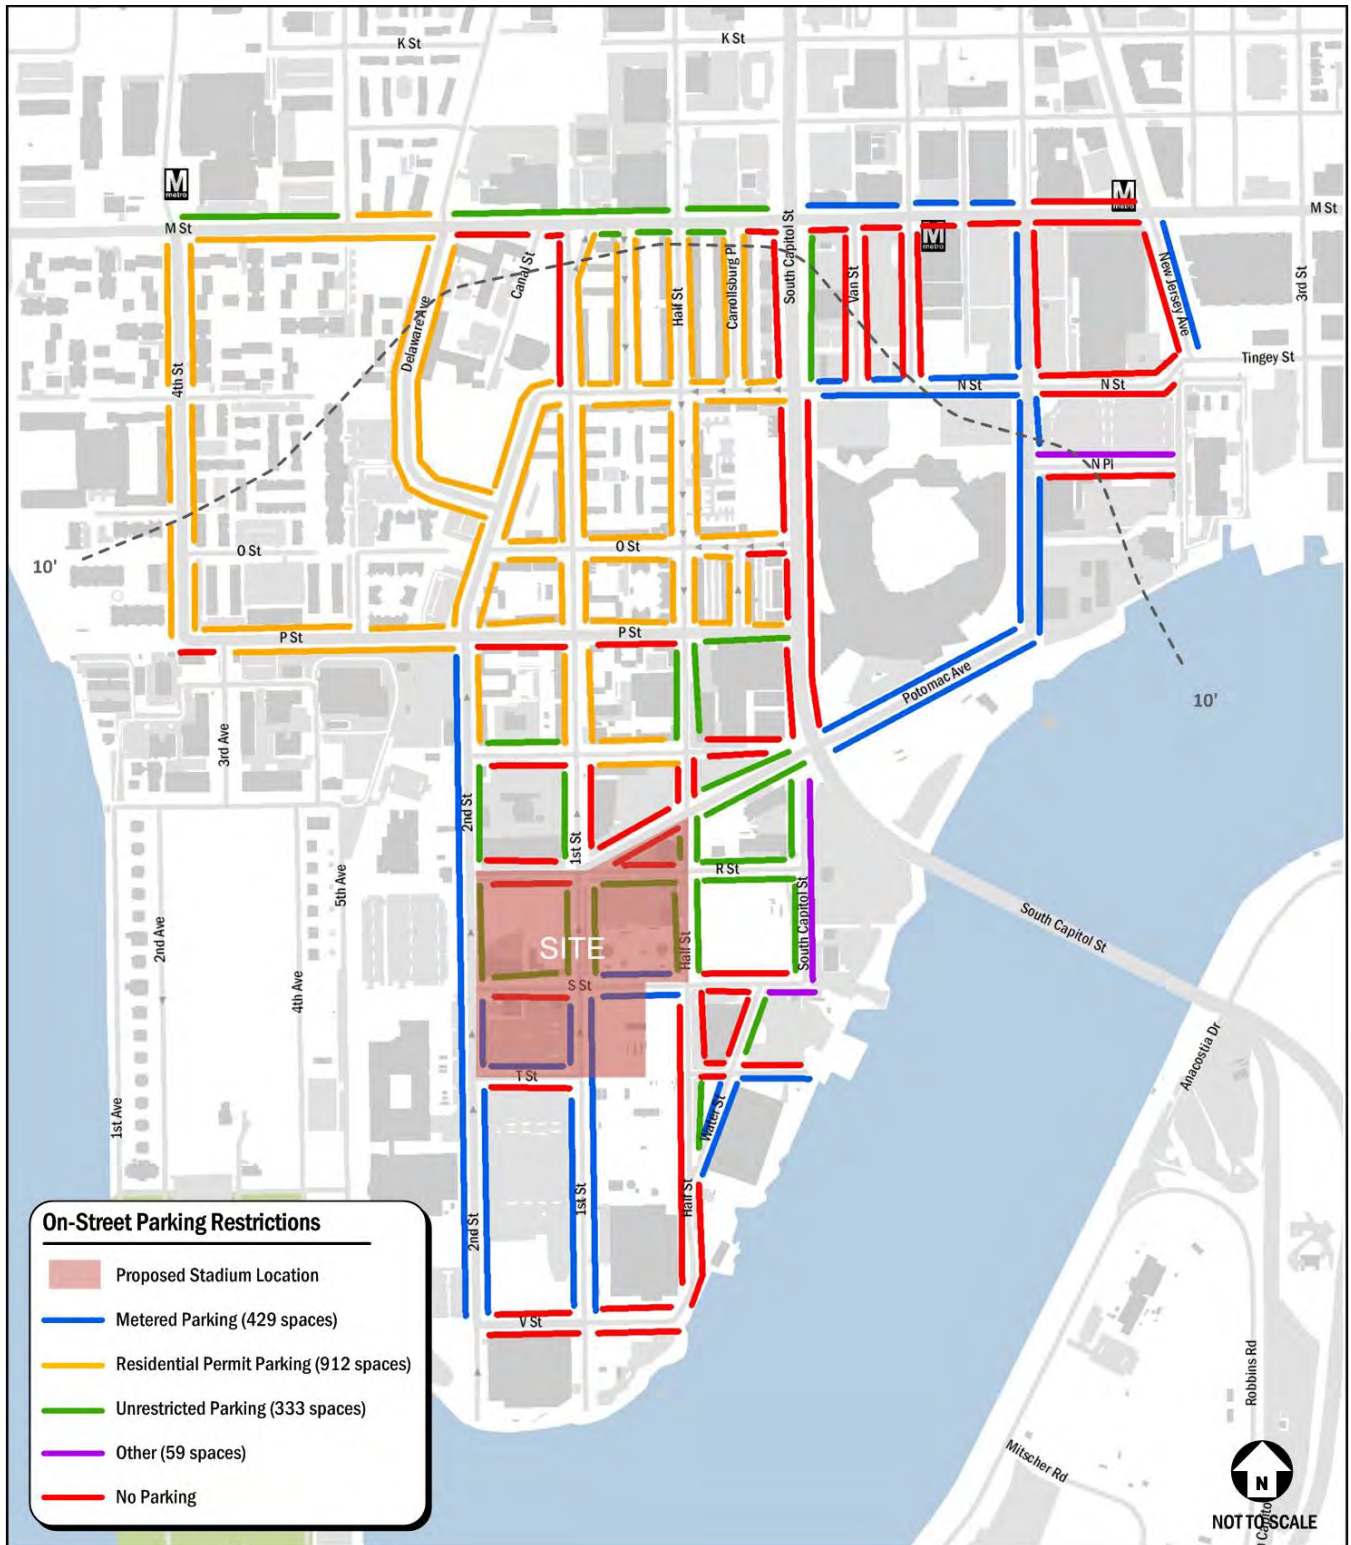 K St
K St
M
metro
M
metro
M St
M St
M
metro
Canal St
Half St
Carrollsburg Pl
South Capitol St
Van St
New Jersey Ave
3rd St
Delaware Ave
4th St
Tingey St
N St
N St
N Pl
O St
O St
10'
P St
P St
Potomac Ave
10'
3rd Ave
2nd St
1st St
5th Ave
R St
2nd Ave
SITE
Half St
South Capitol St
South Capitol St
4th Ave
S St
Anacostia Dr
T St
1st Ave
Water St
1st St
Half St
2nd St
V St
On-Street Parking Restrictions
Proposed Stadium Location
Metered Parking (429 spaces)
Residential Permit Parking (912 spaces)
Unrestricted Parking (333 spaces)
Other (59 spaces)
No Parking
Robbins Rd
Mitscher Rd
N
NOT TO SCALE